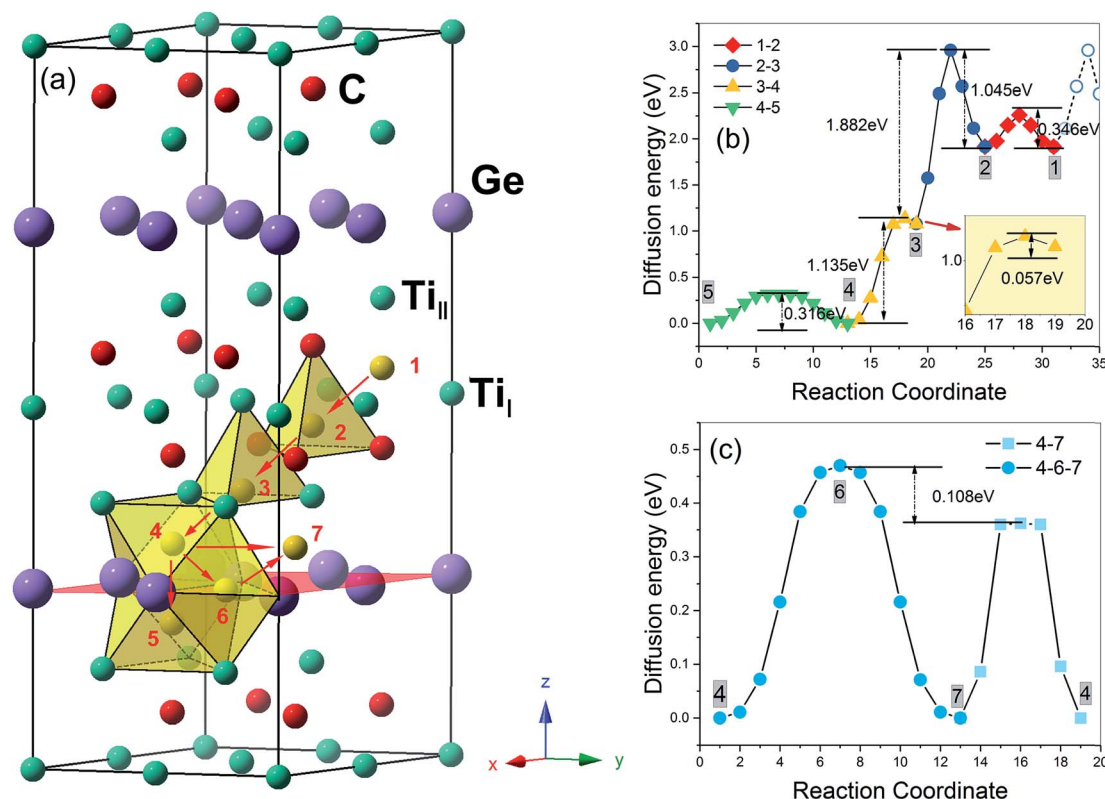 (a)
C
Ge
Ti_II
Ti_I
1
2
3
4
7
6
5
z
x
y
(b)
1-2
2-3
3-4
4-5
Diffusion energy (eV)
3.0
2.5
2.0
1.5
1.0
0.5
0.0
1.882eV
1.045eV
0.346eV
2
1
3
1.135eV
4
5
0.316eV
1.0
0.057eV
16 17 18 19 20
0 5 10 15 20 25 30 35
Reaction Coordinate
(c)
4-7
4-6-7
Diffusion energy (eV)
0.5
0.4
0.3
0.2
0.1
0.0
6
0.108eV
4
7
4
0 2 4 6 8 10 12 14 16 18 20
Reaction Coordinate